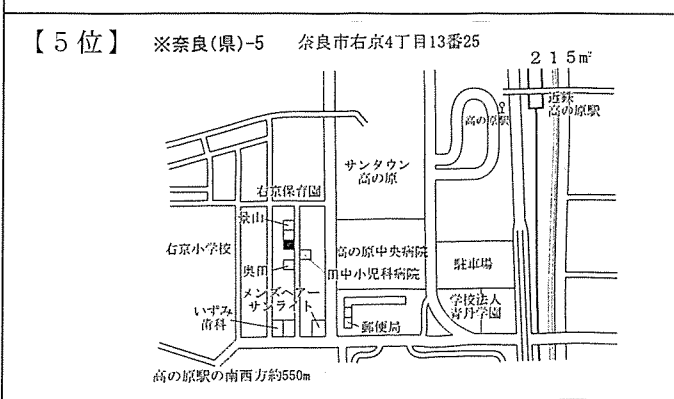 【５位】 ※奈良(県)-5 奈良市右京4丁目13番25
２１５㎡
近鉄
高の原駅
高の原駅
サンタウン
高の原
右京保育園
景山
右京小学校
高の原中央病院
田中小児科病院
奥田
駐車場
メンズヘアー
サンライト
いずみ
歯科
学校法人
青丹学園
郵便局
高の原駅の南西方約550m